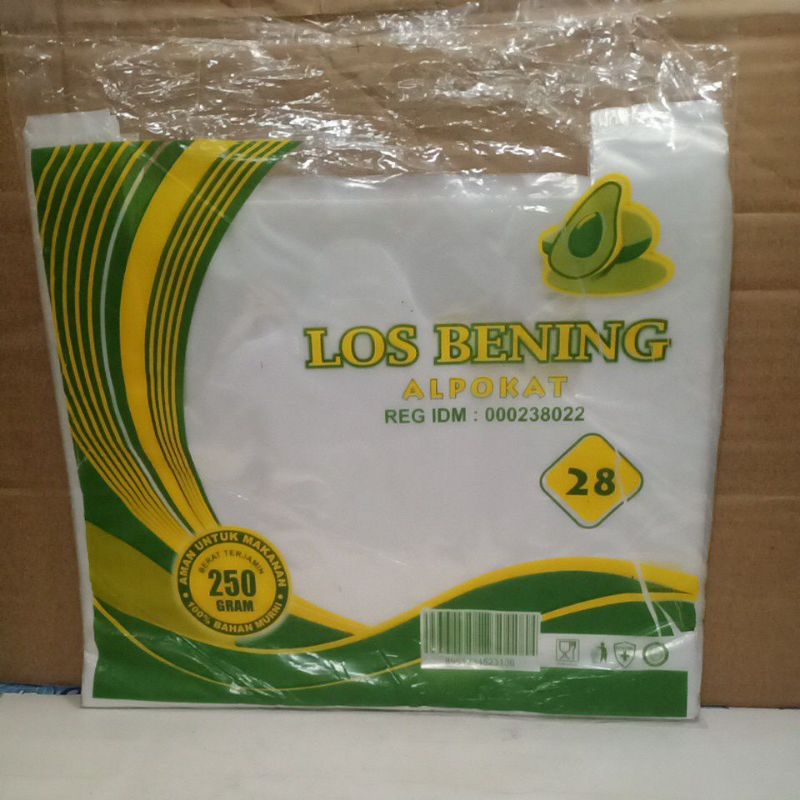 LOS BENING
ALPOKAT
REG IDM : 000238022
28
AMAN UNTUK MAKANAN
BERAT TERJAMIN
250
GRAM
100% BAHAN MURNI